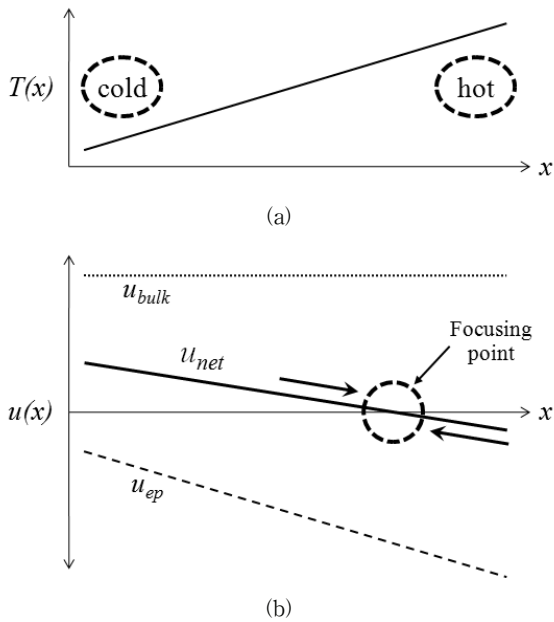 T(x)
cold
hot
x
(a)
u_bulk
u_net
Focusing
point
u(x)
x
u_ep
(b)